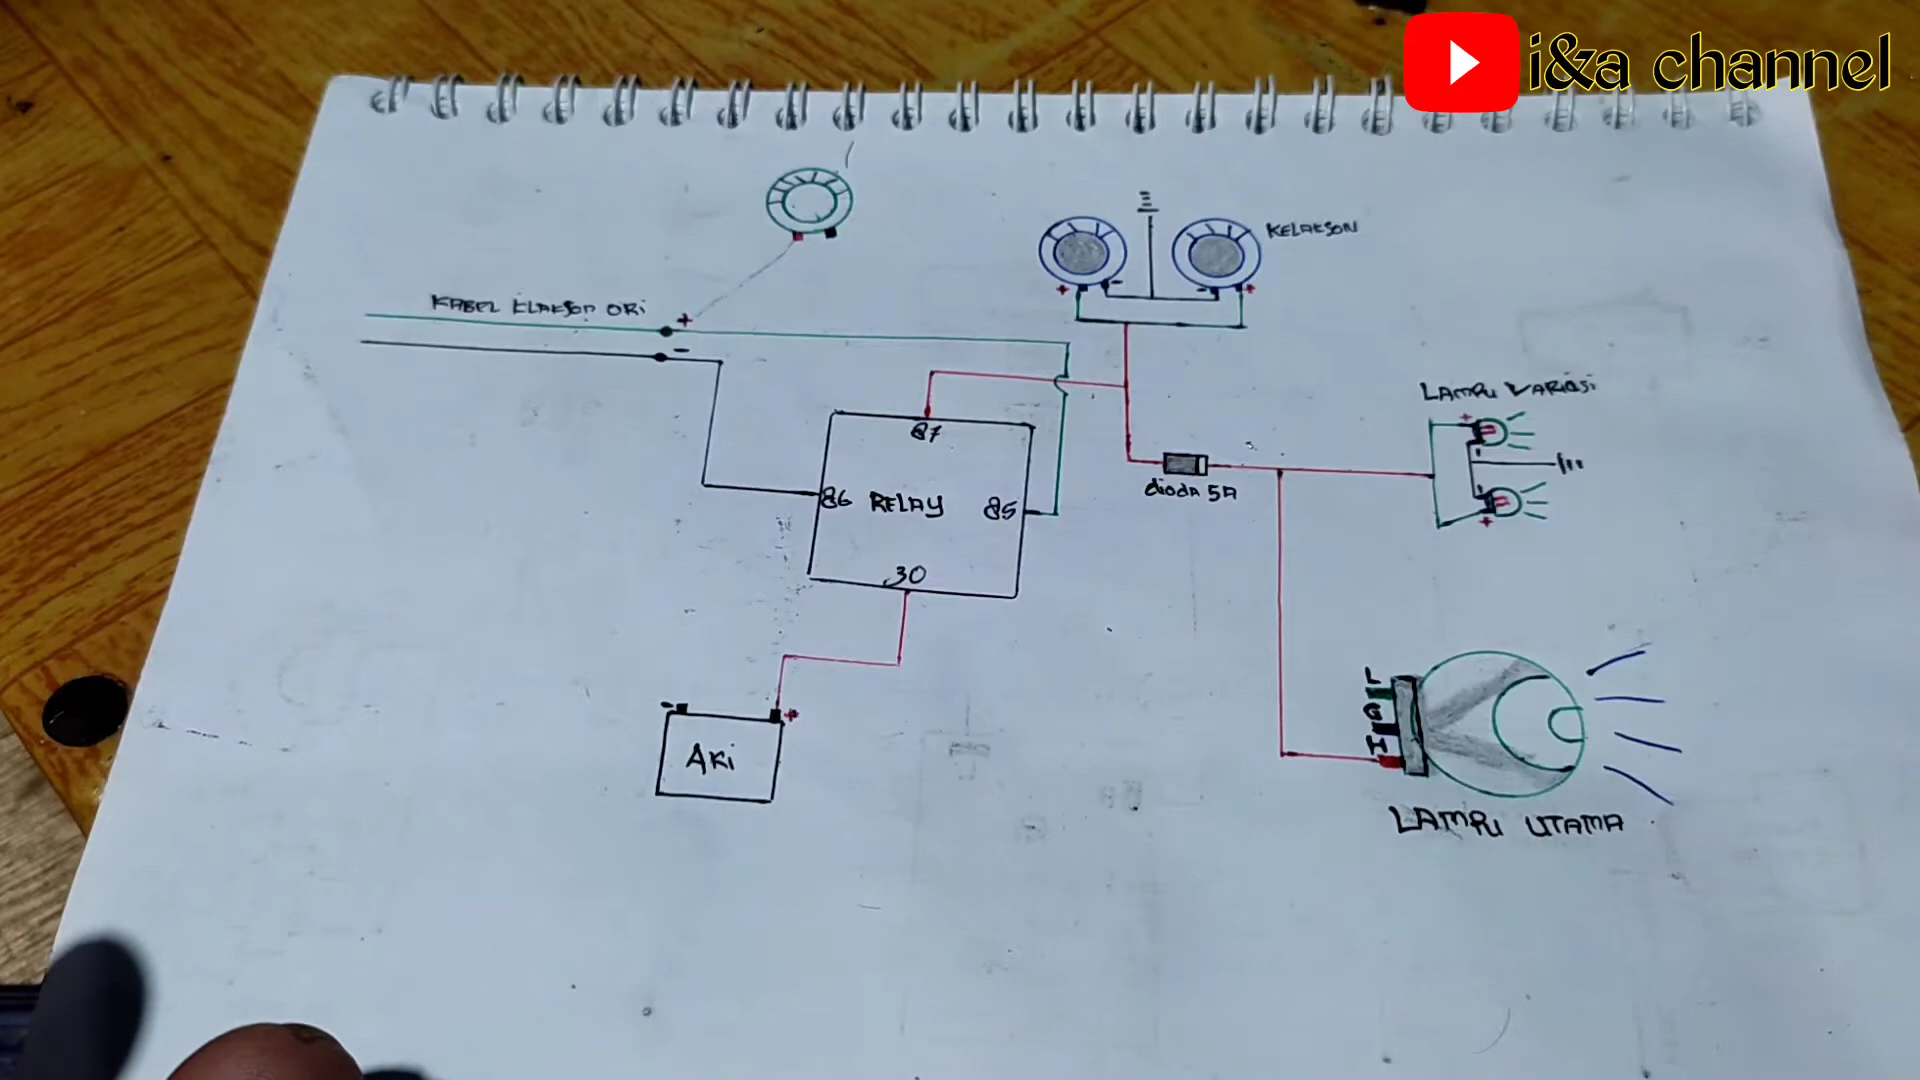 i&a channel
KELAKSON
KABEL KLAKSON ORi
+
-
+
-
-
+
LAMPU VARIASi
+
87
86 RELAY 85
dioda 5A
+
30
- +
AKi
L
G
H
LAMPU UTAMA